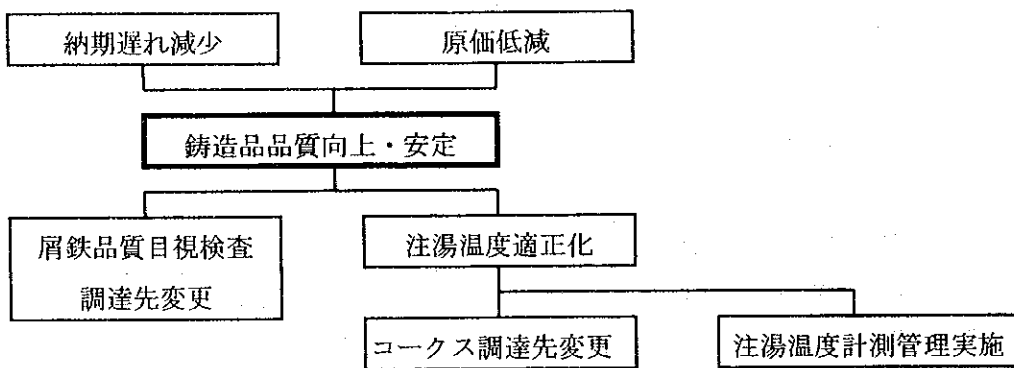 納期遅れ減少
原価低減
鋳造品品質向上・安定
屑鉄品質目視検査
調達先変更
注湯温度適正化
コークス調達先変更
注湯温度計測管理実施